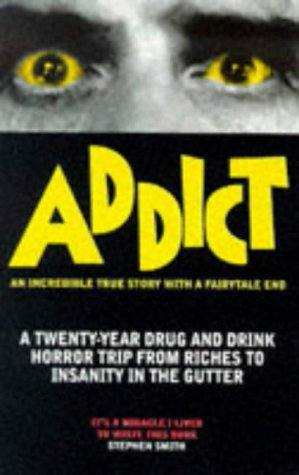 ADDICT
AN INCREDIBLE TRUE STORY WITH A FAIRYTALE END
A TWENTY-YEAR DRUG AND DRINK
HORROR TRIP FROM RICHES TO
INSANITY IN THE GUTTER
IT'S A MIRACLE I LIVED
TO WRITE THIS BOOK
STEPHEN SMITH